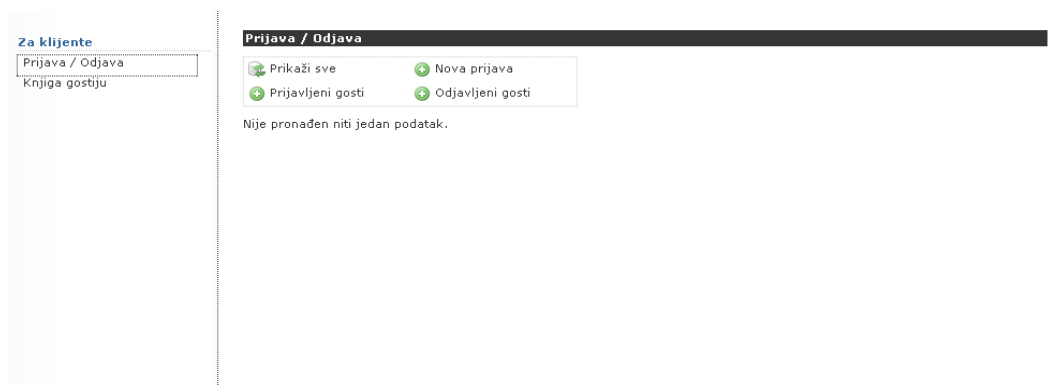 Za klijente
Prijava / Odjava
Knjiga gostiju
Prijava / Odjava
Prikaži sve
Nova prijava
Prijavljeni gosti
Odjavljeni gosti
Nije pronađen niti jedan podatak.